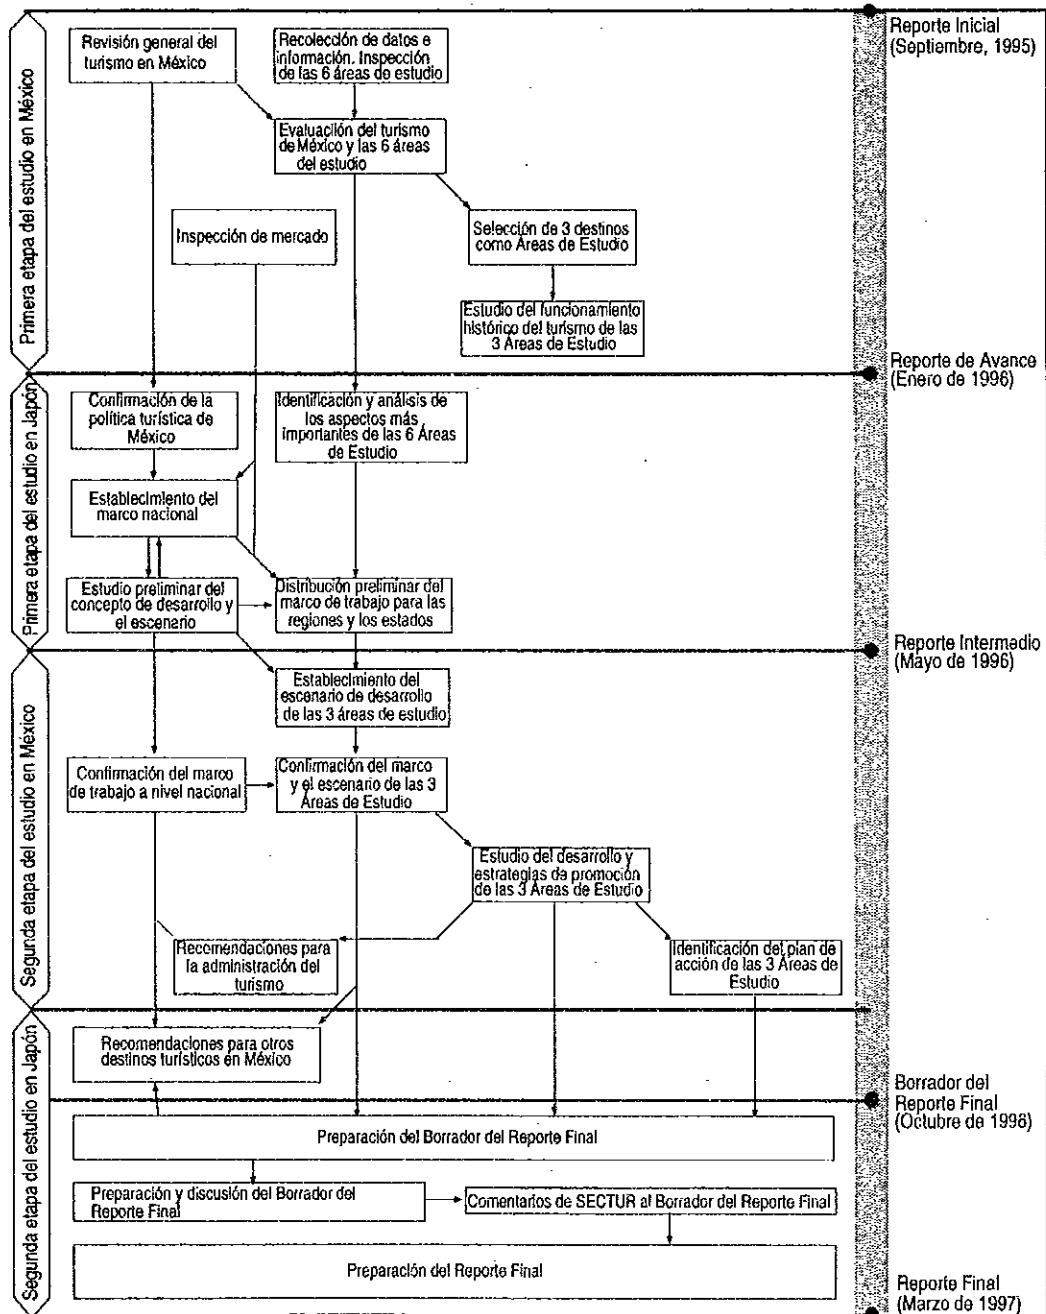 Primera etapa del estudio en México
Revisión general del
turismo en México
Recolección de datos e
información. Inspección
de las 6 áreas de estudio
Evaluación del turismo
de México y las 6 áreas
del estudio
Inspección de mercado
Selección de 3 destinos
como Áreas de Estudio
Estudio del funcionamiento
histórico del turismo de las
3 Áreas de Estudio
Reporte Inicial
(Septiembre, 1995)
Reporte de Avance
(Enero de 1996)
Primera etapa del estudio en Japón
Confirmación de la
política turística de
México
Identificación y análisis de
los aspectos más
importantes de las 6 Áreas
de Estudio
Establecimiento del
marco nacional
Estudio preliminar del
concepto de desarrollo y
el escenario
Distribución preliminar del
marco de trabajo para las
regiones y los estados
Reporte Intermedio
(Mayo de 1996)
Segunda etapa del estudio en México
Establecimiento del
escenario de desarrollo
de las 3 áreas de estudio
Confirmación del marco
de trabajo a nivel nacional
Confirmación del marco
y el escenario de las 3
Áreas de Estudio
Estudio del desarrollo y
estrategias de promoción
de las 3 Áreas de Estudio
Recomendaciones para
la administración del
turismo
Identificación del plan de
acción de las 3 Áreas de
Estudio
Segunda etapa del estudio en Japón
Recomendaciones para otros
destinos turísticos en México
Borrador del
Reporte Final
(Octubre de 1996)
Preparación del Borrador del Reporte Final
Preparación y discusión del Borrador del
Reporte Final
Comentarios de SECTUR al Borrador del Reporte Final
Preparación del Reporte Final
Reporte Final
(Marzo de 1997)